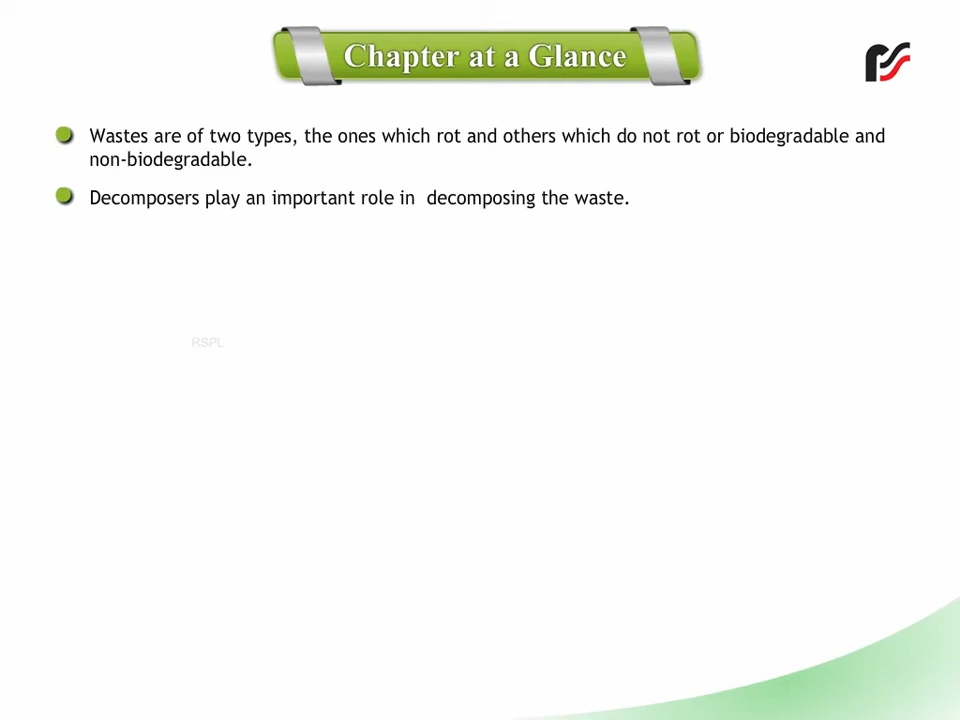 Chapter at a Glance
Wastes are of two types, the ones which rot and others which do not rot or biodegradable and
non-biodegradable.
Decomposers play an important role in  decomposing the waste.
RSPL